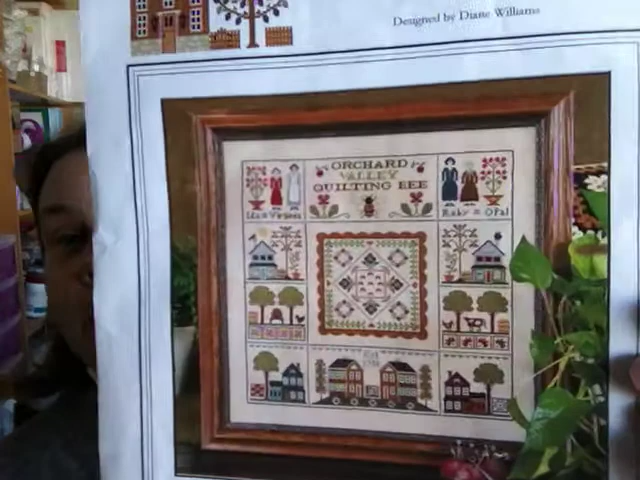 Designed by Diane Williams
ORCHARD
VALLEY
QUILTING BEE
Ruby & Opal